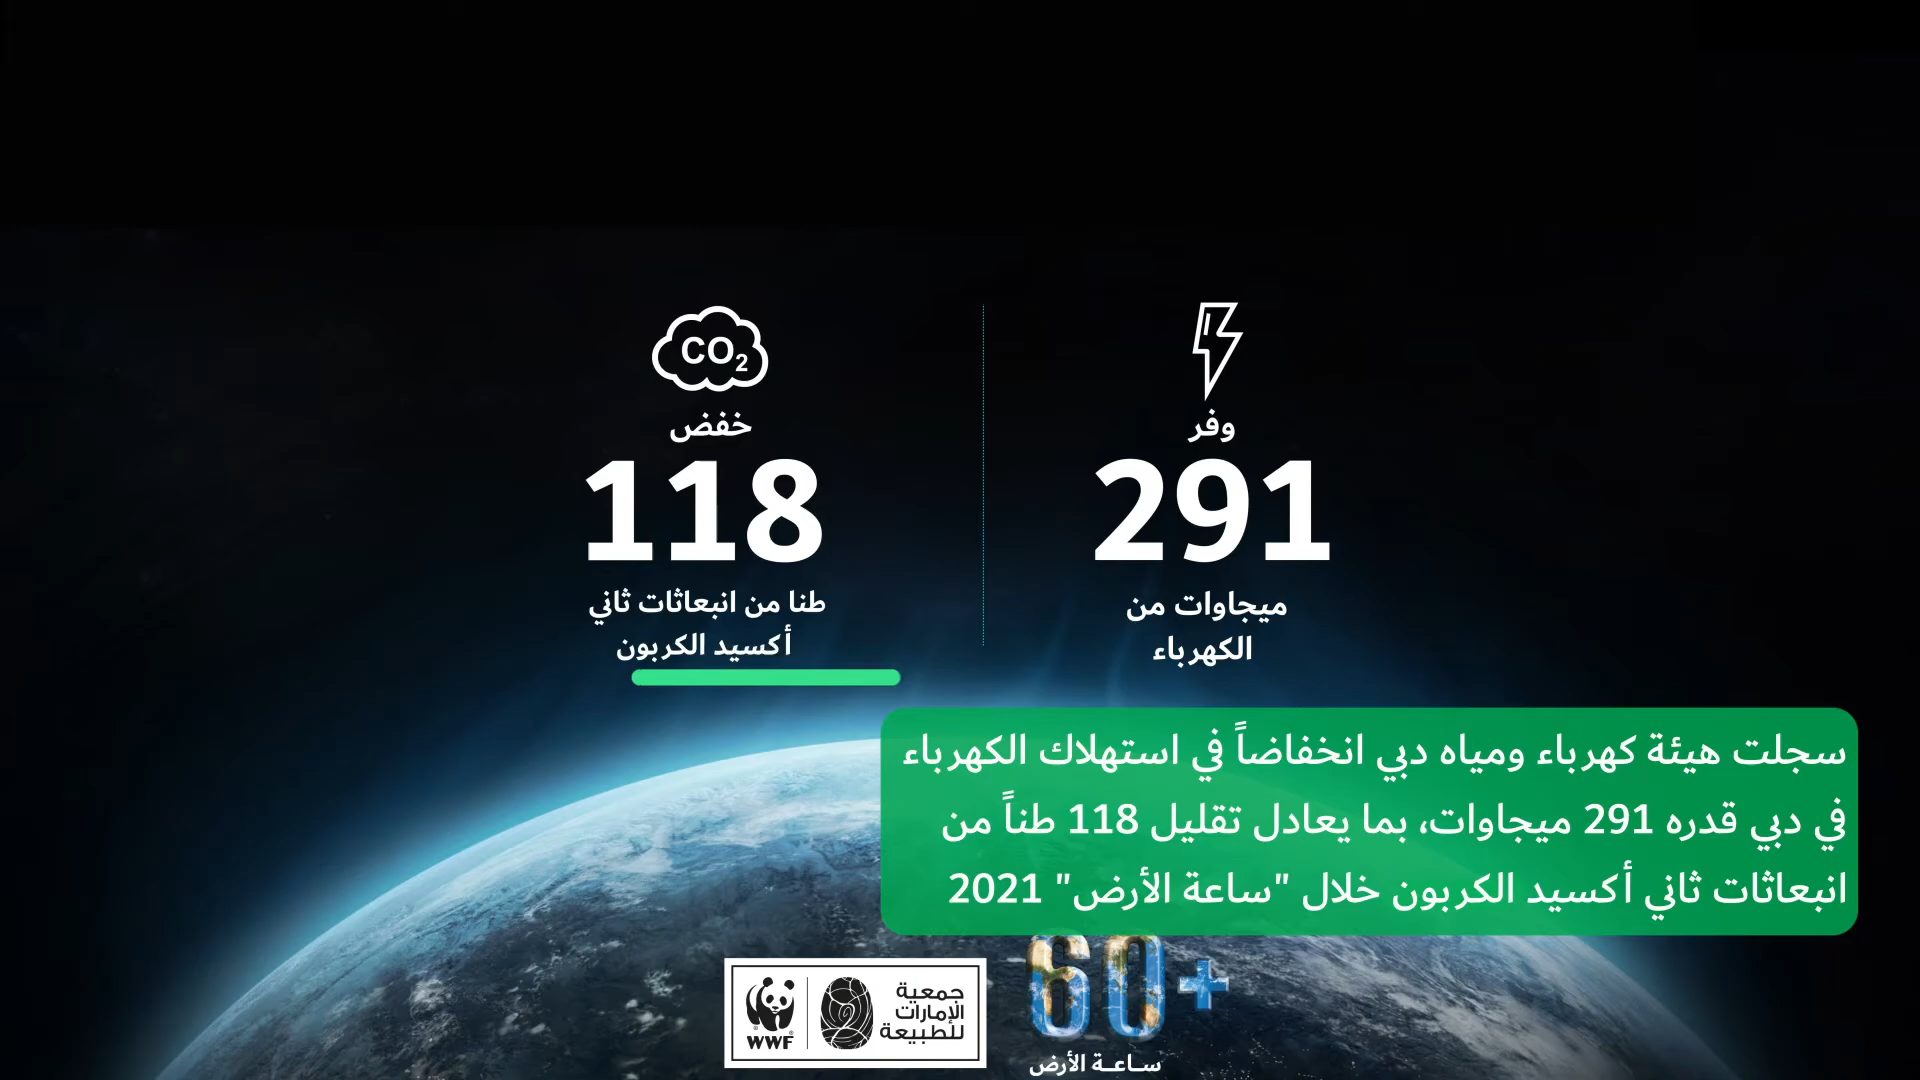 وفر
291
ميجاوات من
الكهرباء
CO₂
خفض
118
طنا من انبعاثات ثاني
أكسيد الكربون
سجلت هيئة كهرباء ومياه دبي انخفاضاً في استهلاك الكهرباء
في دبي قدره 291 ميجاوات، بما يعادل تقليل 118 طناً من
انبعاثات ثاني أكسيد الكربون خلال "ساعة الأرض" 2021
60+
ساعـة الأرض
جمعية
الإمارات
للطبيعة
WWF